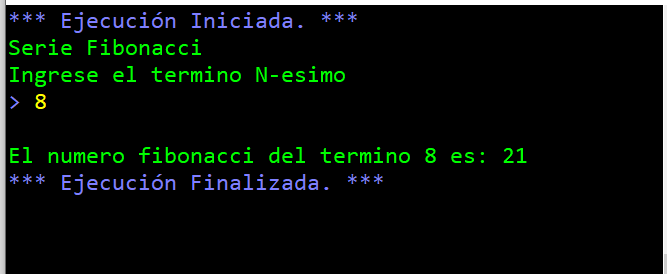 *** Ejecución Iniciada. ***
Serie Fibonacci
Ingrese el termino N-esimo
> 8
El numero fibonacci del termino 8 es: 21
*** Ejecución Finalizada. ***